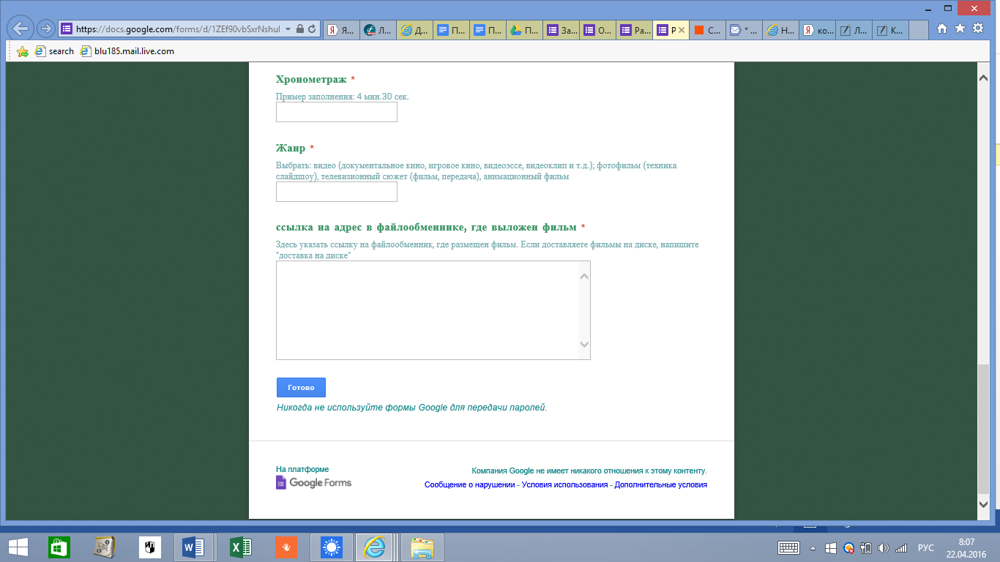 https://docs.google.com/forms/d/1ZEf90vbSxrNshul
Я...
Л...
Д...
П...
П...
П...
За...
О...
Ра...
Р
С...
* ...
Н...
ко...
Л...
К...
search
blu185.mail.live.com
Хронометраж *
Пример заполнения: 4 мин.30 сек.
Жанр *
Выбрать: видео (документальное кино, игровое кино, видеоэссе, видеоклип и т.д.); фотофильм (техника
слайдшоу), телевизионный сюжет (фильм, передача), анимационный фильм
ссылка на адрес в файлообменнике, где выложен фильм *
Здесь указать ссылку на файлообменник, где размещен фильм. Если доставляете фильмы на диске, напишите
"доставка на диске"
Готово
Никогда не используйте формы Google для передачи паролей.
На платформе
Google Forms
Компания Google не имеет никакого отношения к этому контенту.
Сообщение о нарушении - Условия использования - Дополнительные условия
РУС
8:07
22.04.2016